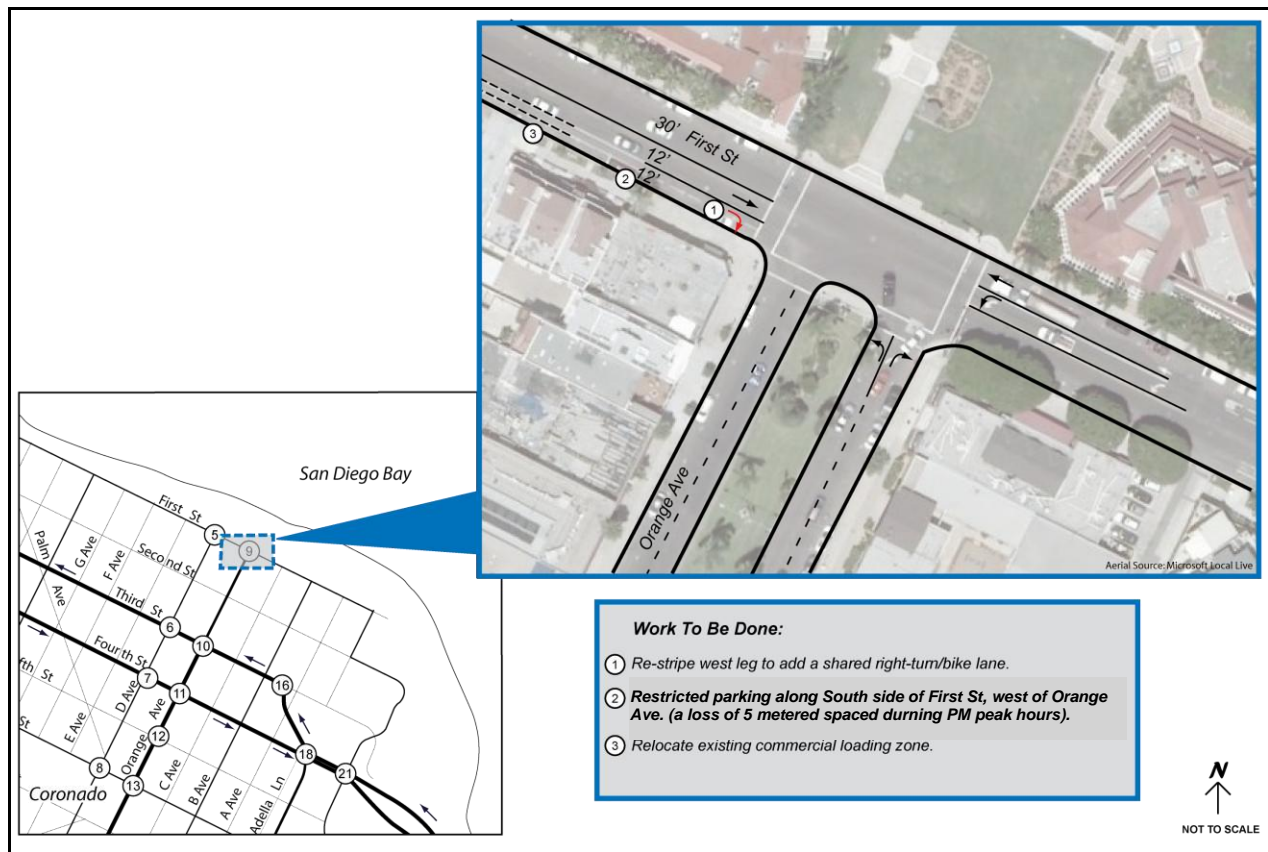 30' First St
12'
12'
3
2
1
Orange Ave
Aerial Source: Microsoft Local Live
San Diego Bay
First St
5
9
Second St
Palm Ave
G Ave
F Ave
Third St
6
10
Fourth St
16
fth St
7
11
D Ave
E Ave
Orange Ave
12
St
8
13
C Ave
B Ave
A Ave
Adella Ln
18
21
Coronado
Work To Be Done:
1 Re-stripe west leg to add a shared right-turn/bike lane.
2 Restricted parking along South side of First St, west of Orange
Ave. (a loss of 5 metered spaced durning PM peak hours).
3 Relocate existing commercial loading zone.
N
NOT TO SCALE